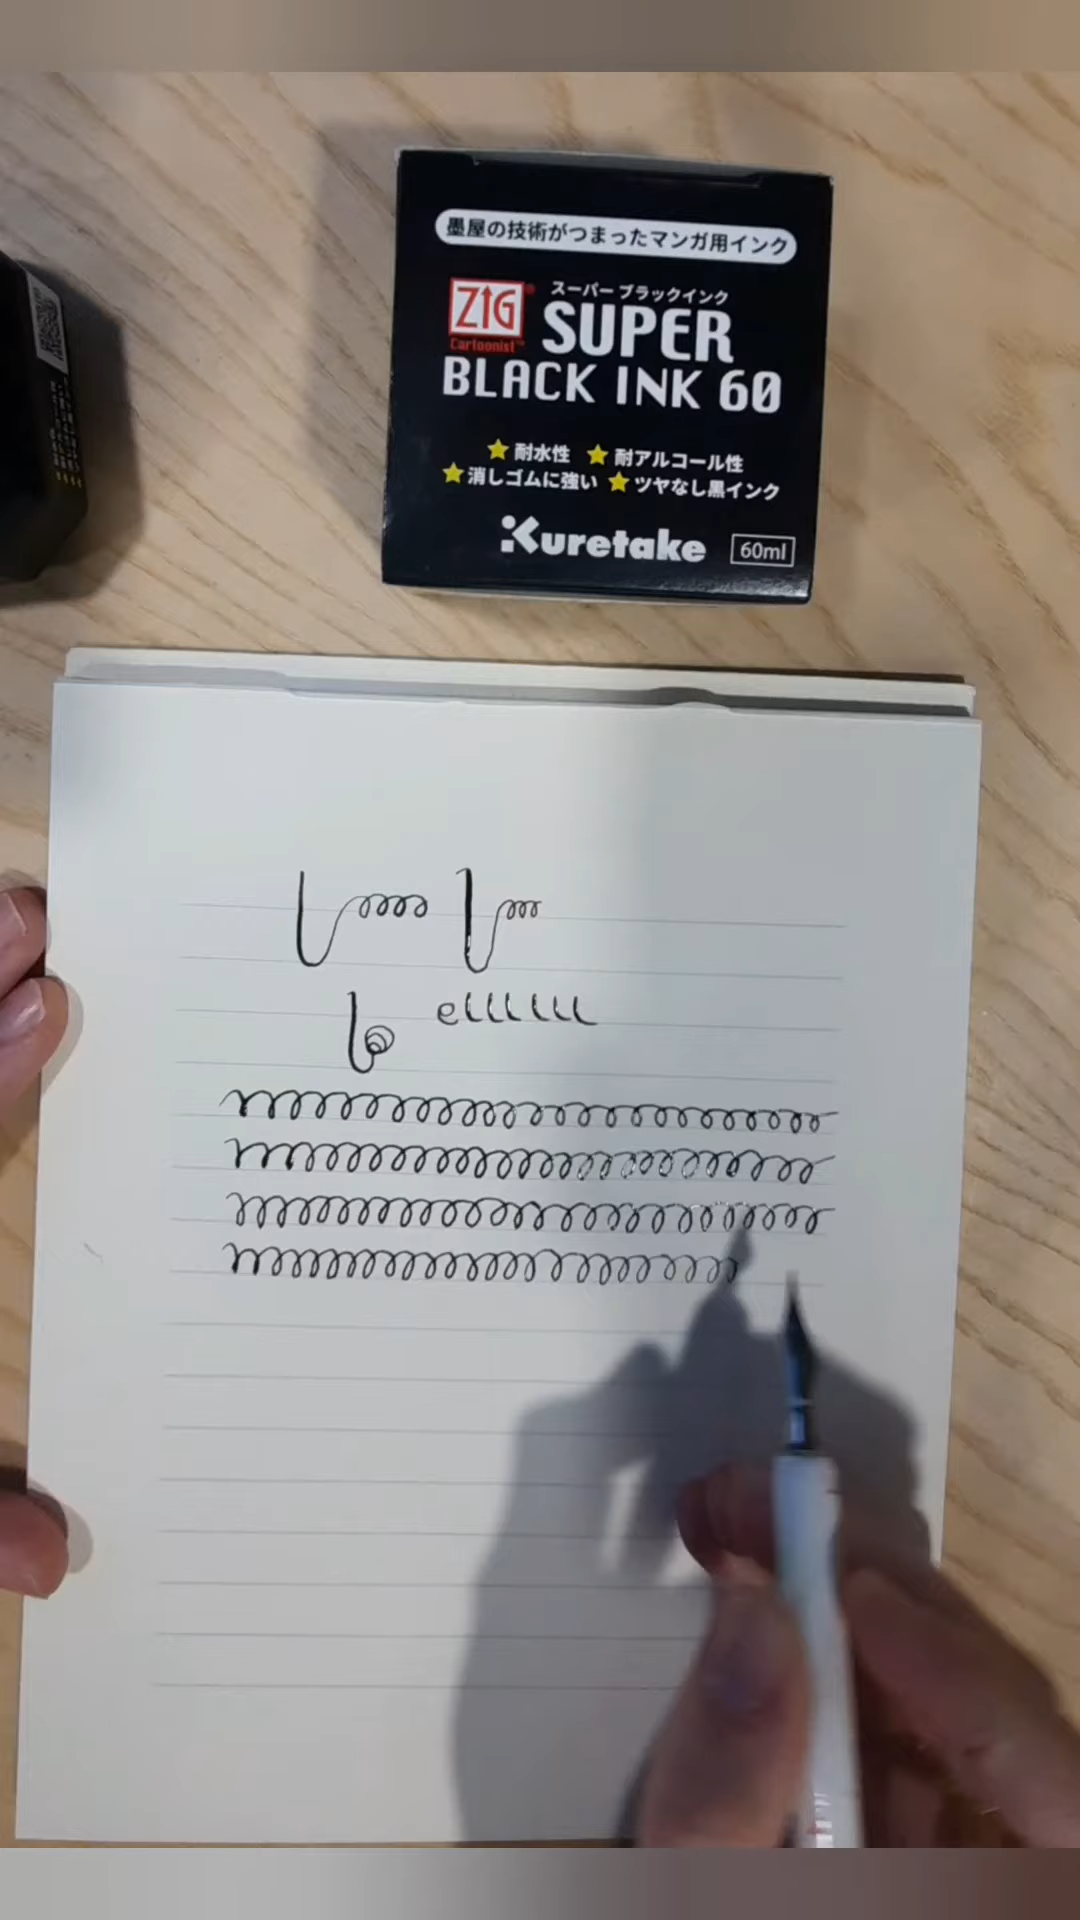 墨屋の技術がつまったマンガ用インク
ZIG
Cartoonist™
スーパー ブラックインク
SUPER
BLACK INK 60
耐水性 耐アルコール性
消しゴムに強い ツヤなし黒インク
Kuretake 60ml
ellllll